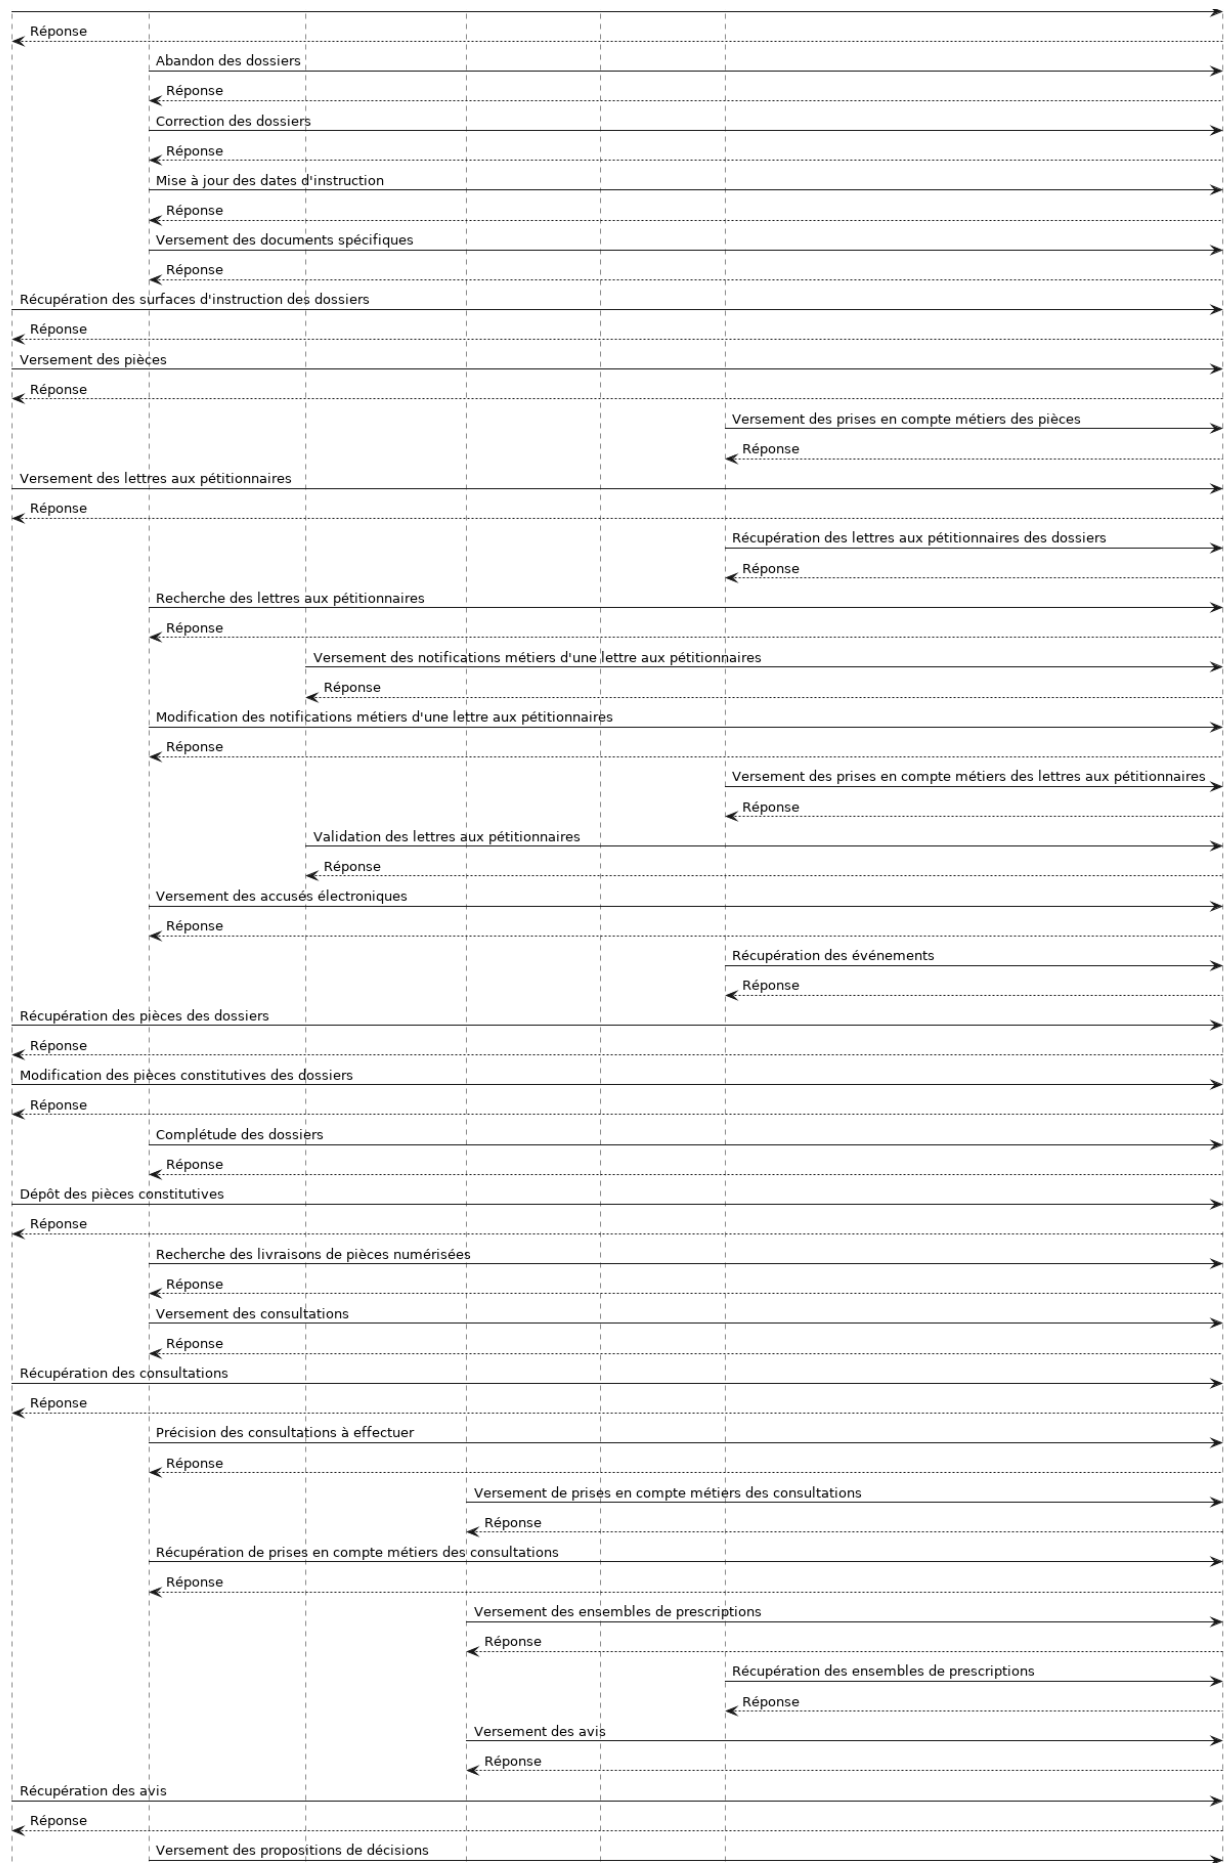 Réponse
Abandon des dossiers
Réponse
Correction des dossiers
Réponse
Mise à jour des dates d'instruction
Réponse
Versement des documents spécifiques
Réponse
Récupération des surfaces d'instruction des dossiers
Réponse
Versement des pièces
Réponse
Versement des prises en compte métiers des pièces
Réponse
Versement des lettres aux pétitionnaires
Réponse
Récupération des lettres aux pétitionnaires des dossiers
Réponse
Recherche des lettres aux pétitionnaires
Réponse
Versement des notifications métiers d'une lettre aux pétitionnaires
Réponse
Modification des notifications métiers d'une lettre aux pétitionnaires
Réponse
Versement des prises en compte métiers des lettres aux pétitionnaires
Réponse
Validation des lettres aux pétitionnaires
Réponse
Versement des accusés électroniques
Réponse
Récupération des événements
Réponse
Récupération des pièces des dossiers
Réponse
Modification des pièces constitutives des dossiers
Réponse
Complétude des dossiers
Réponse
Dépôt des pièces constitutives
Réponse
Recherche des livraisons de pièces numérisées
Réponse
Versement des consultations
Réponse
Récupération des consultations
Réponse
Précision des consultations à effectuer
Réponse
Versement de prises en compte métiers des consultations
Réponse
Récupération de prises en compte métiers des consultations
Réponse
Versement des ensembles de prescriptions
Réponse
Récupération des ensembles de prescriptions
Réponse
Versement des avis
Réponse
Récupération des avis
Réponse
Versement des propositions de décisions